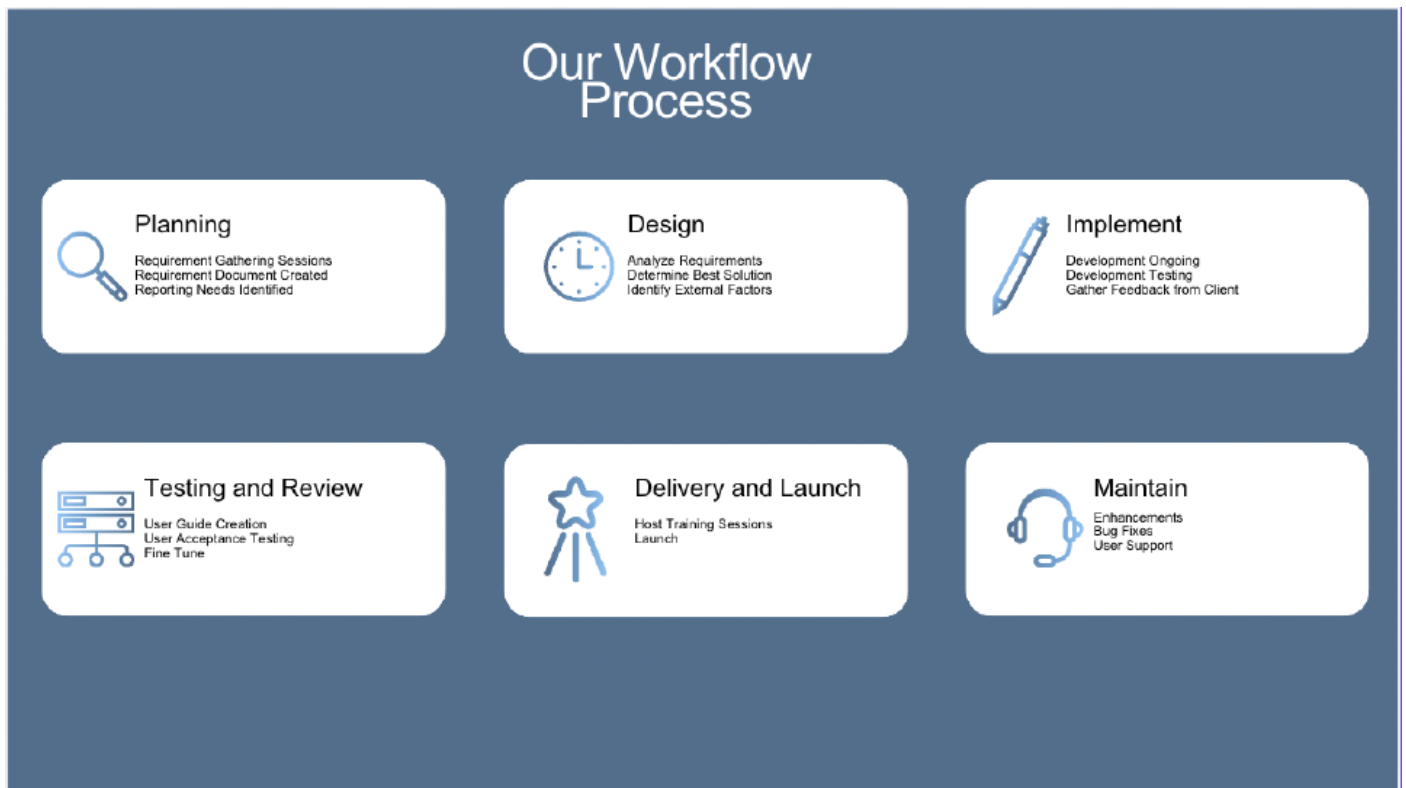 Our Workflow
Process
Planning
Requirement Gathering Sessions
Requirement Document Created
Reporting Needs Identified
Design
Analyze Requirements
Determine Best Solution
Identify External Factors
Implement
Development Ongoing
Development Testing
Gather Feedback from Client
Testing and Review
User Guide Creation
User Acceptance Testing
Fine Tune
Delivery and Launch
Host Training Sessions
Launch
Maintain
Enhancements
Bug Fixes
User Support